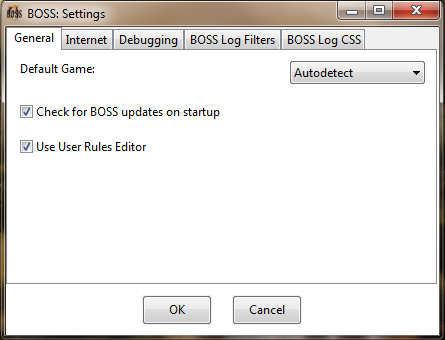 BOSS: Settings
General Internet Debugging BOSS Log Filters BOSS Log CSS
Default Game: Autodetect
Check for BOSS updates on startup
Use User Rules Editor
OK Cancel